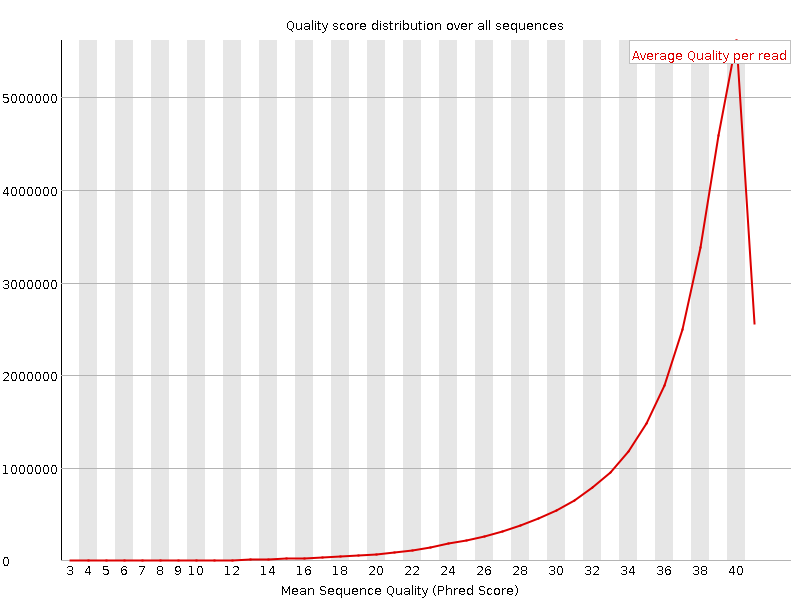 Quality score distribution over all sequences
Average Quality per read
5000000
4000000
3000000
2000000
1000000
0
3 4 5 6 7 8 9 10 12 14 16 18 20 22 24 26 28 30 32 34 36 38 40
Mean Sequence Quality (Phred Score)